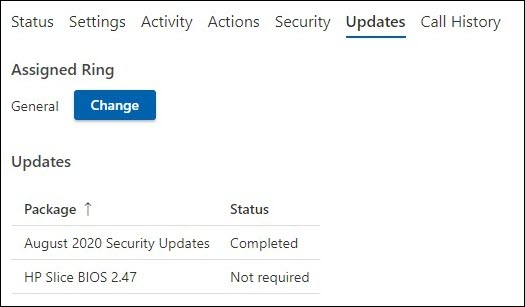 Status Settings Activity Actions Security Updates Call History
Assigned Ring
General Change
Updates
Package ↑ Status
August 2020 Security Updates Completed
HP Slice BIOS 2.47 Not required